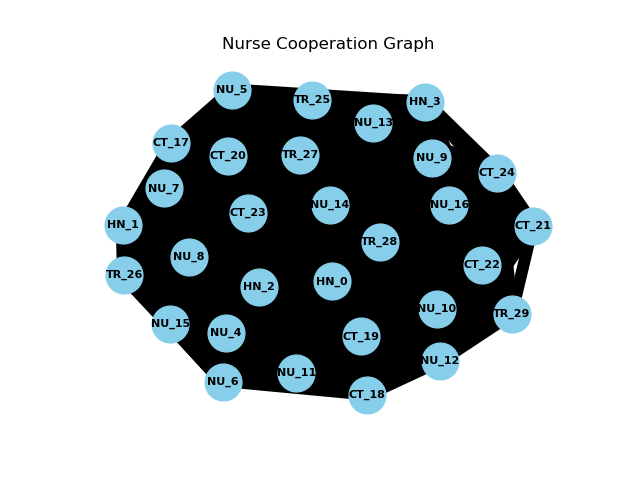 Nurse Cooperation Graph
NU_5
TR_25
HN_3
NU_13
CT_17
CT_20
TR_27
NU_9
CT_24
NU_7
NU_14
NU_16
CT_23
HN_1
CT_21
TR_28
NU_8
CT_22
TR_26
HN_2
HN_0
NU_10
TR_29
NU_15
NU_4
CT_19
NU_12
NU_11
NU_6
CT_18